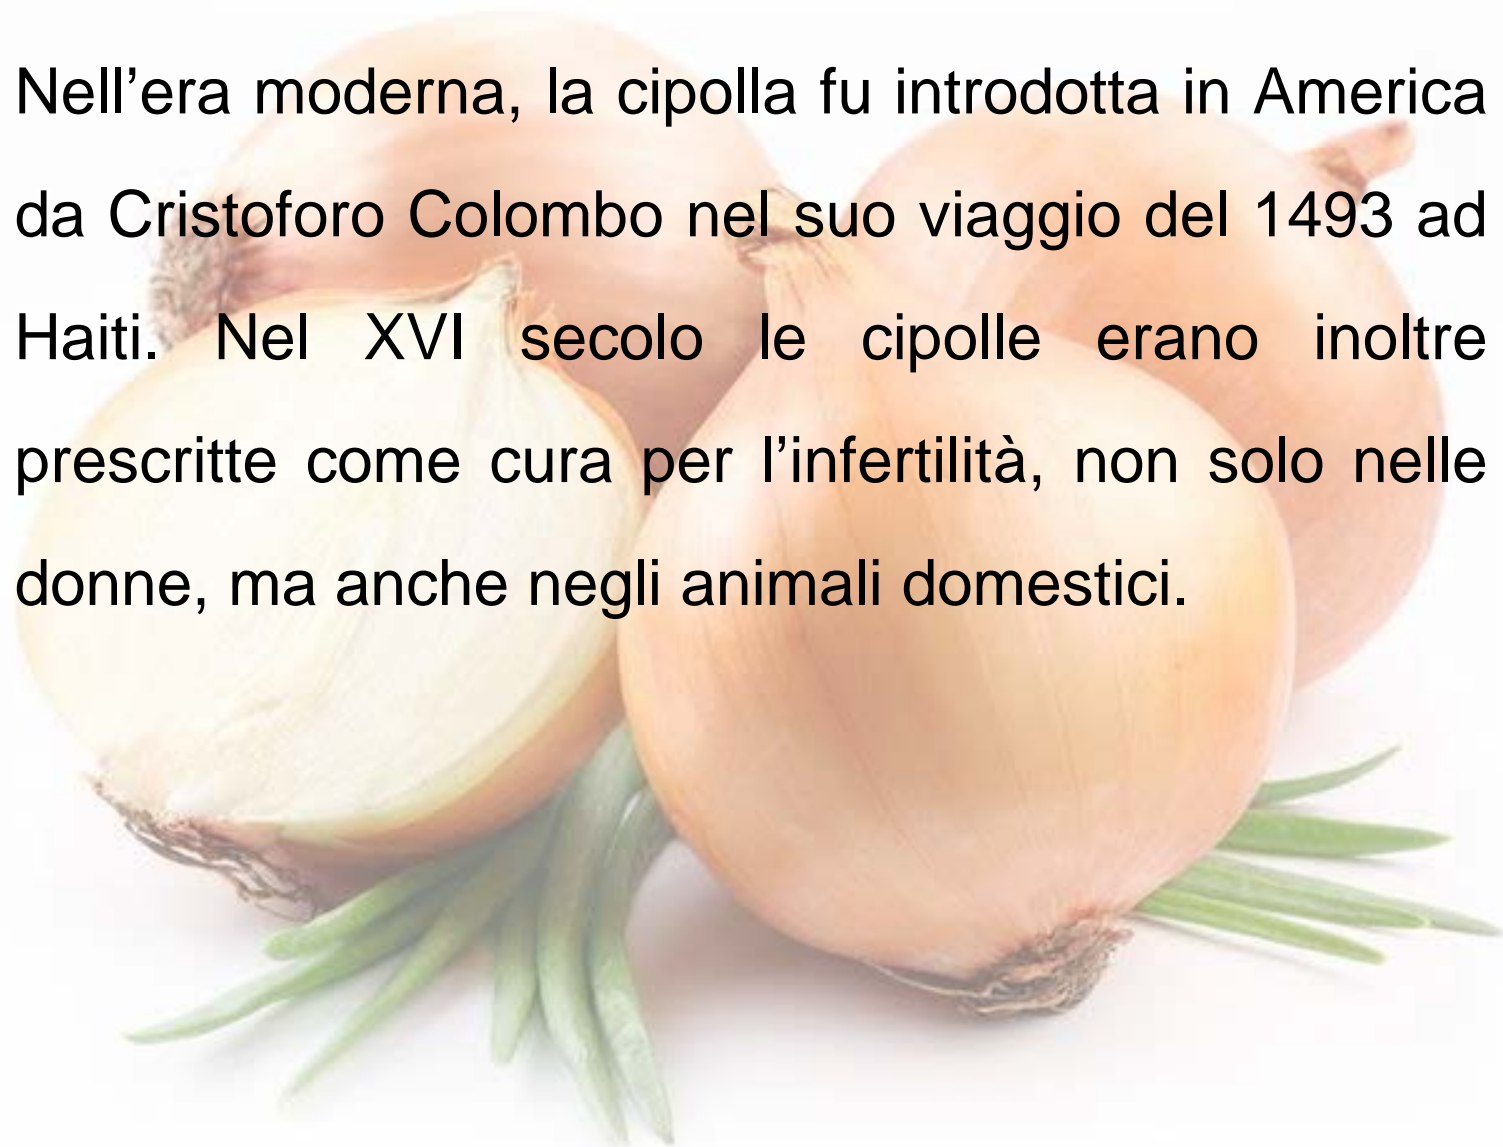 Nell’era moderna, la cipolla fu introdotta in America
da Cristoforo Colombo nel suo viaggio del 1493 ad
Haiti. Nel XVI secolo le cipolle erano inoltre
prescritte come cura per l’infertilità, non solo nelle
donne, ma anche negli animali domestici.